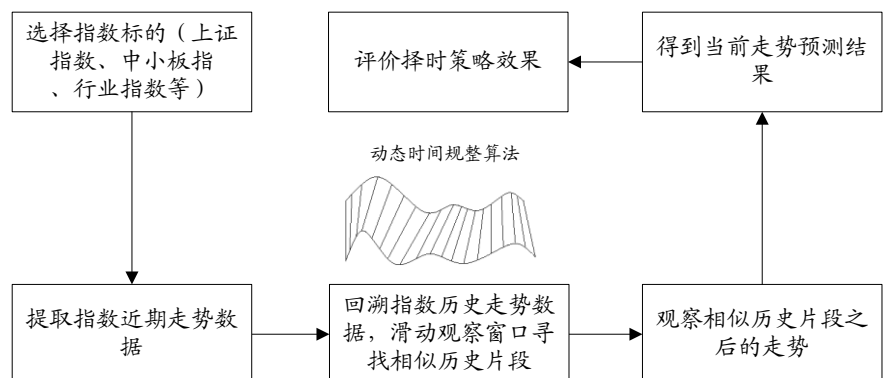 选择指数标的（上证
指数、中小板指
、行业指数等）
评价择时策略效果
得到当前走势预测结
果
动态时间规整算法
提取指数近期走势数
据
回溯指数历史走势数
据，滑动观察窗口寻
找相似历史片段
观察相似历史片段之
后的走势